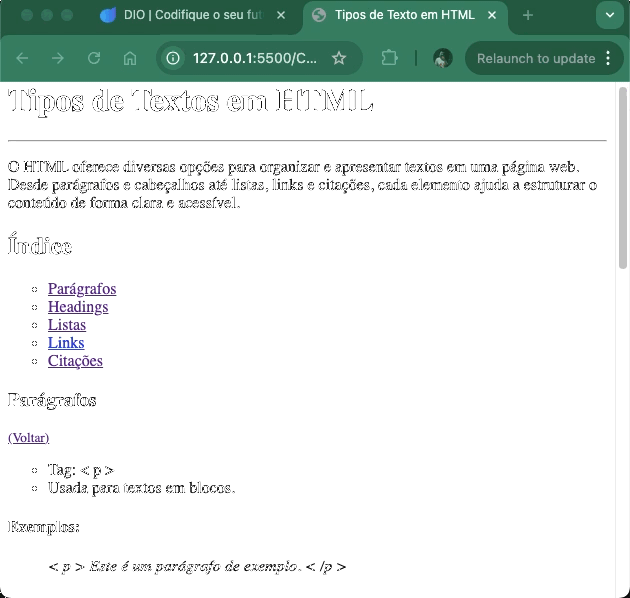 DIO | Codifique o seu fut
Tipos de Texto em HTML
127.0.0.1:5500/C...
Relaunch to update
Tipos de Textos em HTML
O HTML oferece diversas opções para organizar e apresentar textos em uma página web.
Desde parágrafos e cabeçalhos até listas, links e citações, cada elemento ajuda a estruturar o
conteúdo de forma clara e acessível.
Índice
Parágrafos
Headings
Listas
Links
Citações
Parágrafos
(Voltar)
Tag: < p >
Usada para textos em blocos.
Exemplos:
< p > Este é um parágrafo de exemplo. < /p >